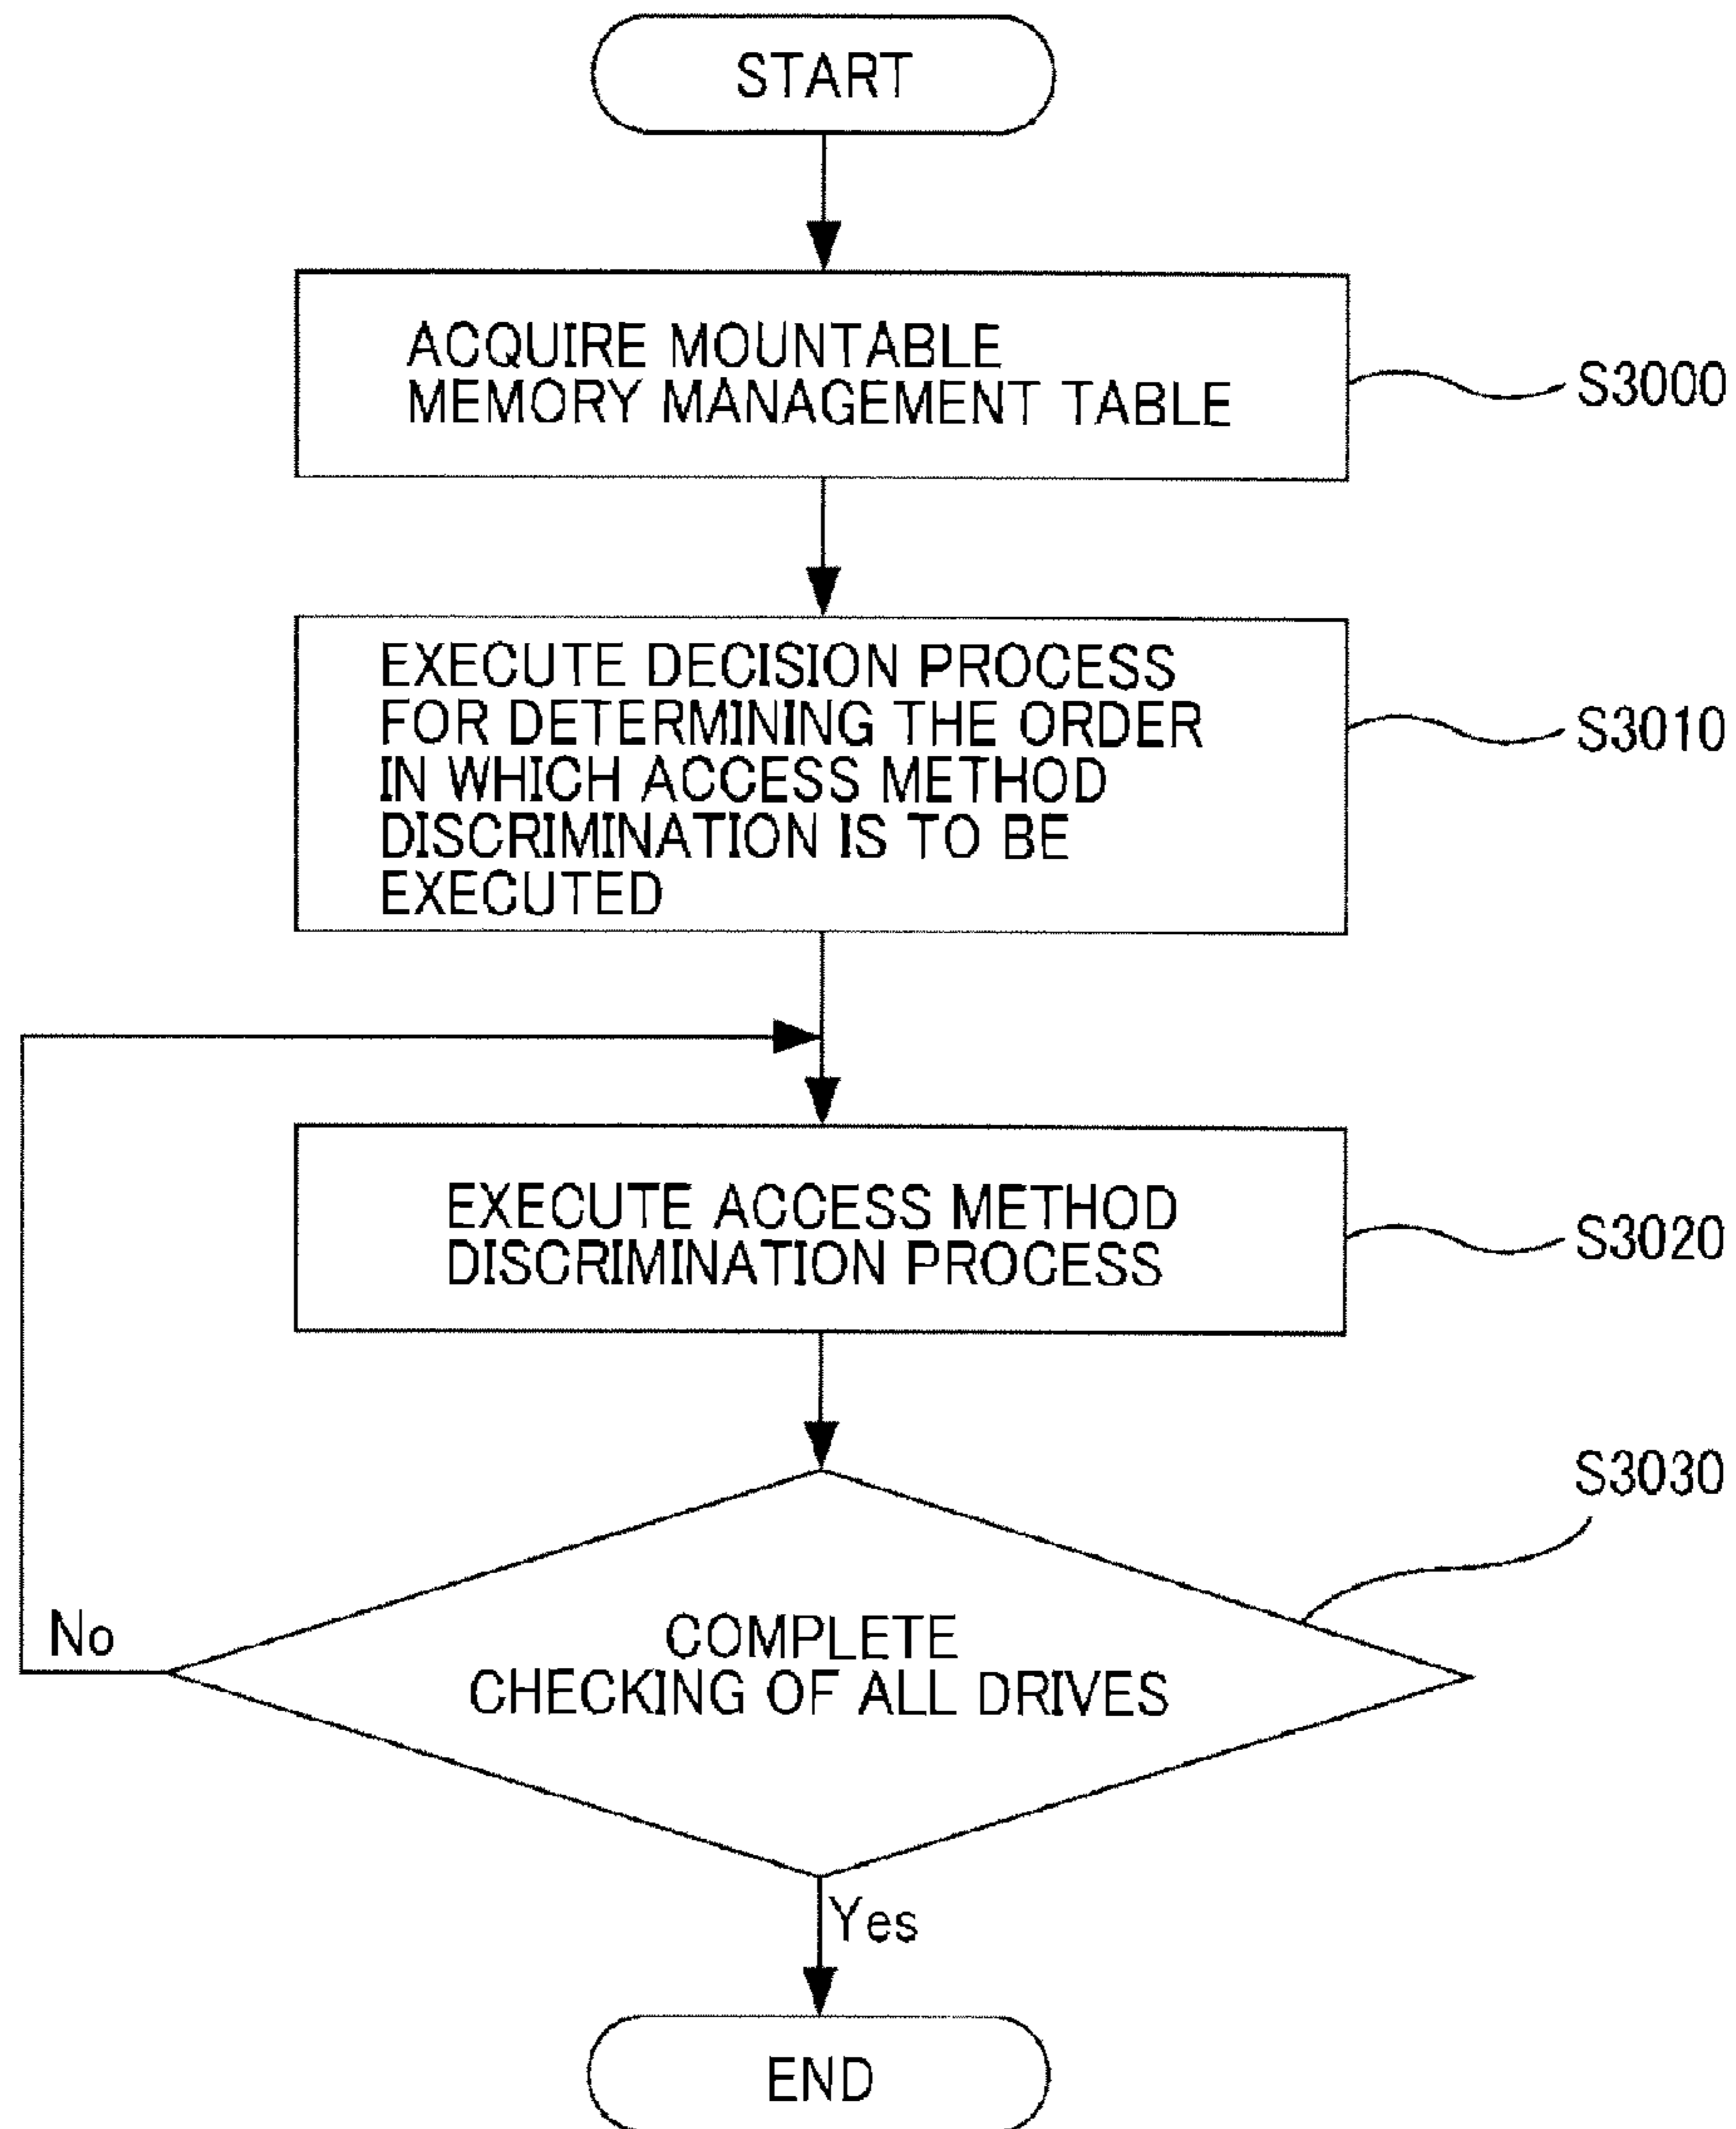 START
ACQUIRE MOUNTABLE
MEMORY MANAGEMENT TABLE
S3000
EXECUTE DECISION PROCESS
FOR DETERMINING THE ORDER
IN WHICH ACCESS METHOD
DISCRIMINATION IS TO BE
EXECUTED
S3010
EXECUTE ACCESS METHOD
DISCRIMINATION PROCESS
S3020
S3030
COMPLETE
CHECKING OF ALL DRIVES
No
Yes
END